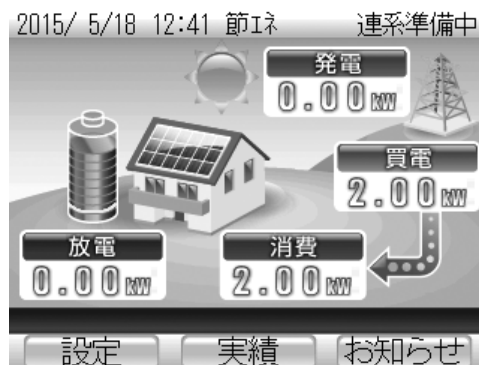 2015/ 5/18 12:41 節エネ 連系準備中
発電
0.00kW
買電
2.00kW
放電
0.00kW
消費
2.00kW
設定 実績 お知らせ